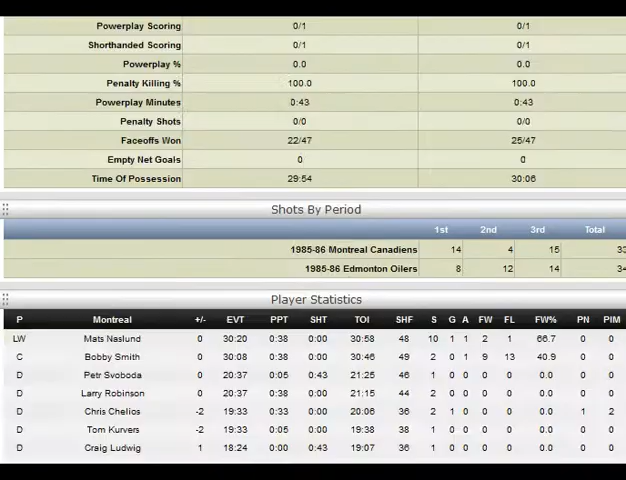 Powerplay Scoring 0/1 0/1
Shorthanded Scoring 0/1 0/1
Powerplay % 0.0 0.0
Penalty Killing % 100.0 100.0
Powerplay Minutes 0:43 0:43
Penalty Shots 0/0 0/0
Faceoffs Won 22/47 25/47
Empty Net Goals 0 0
Time Of Possession 29:54 30:06
Shots By Period
1st 2nd 3rd Total
1985-86 Montreal Canadiens 14 4 15 33
1985-86 Edmonton Oilers 8 12 14 34
Player Statistics
P Montreal +/- EVT PPT SHT TOI SHF S G A FW FL FW% PN PIM
LW Mats Naslund 0 30:20 0:38 0:00 30:58 48 10 1 1 2 1 66.7 0 0
C Bobby Smith 0 30:08 0:38 0:00 30:46 49 2 0 1 9 13 40.9 0 0
D Petr Svoboda 0 20:37 0:05 0:43 21:25 46 1 0 0 0 0 0.0 0 0
D Larry Robinson 0 20:37 0:38 0:00 21:15 44 2 0 0 0 0 0.0 0 0
D Chris Chelios -2 19:33 0:33 0:00 20:06 36 2 1 0 0 0 0.0 1 2
D Tom Kurvers -2 19:33 0:05 0:00 19:38 38 1 0 0 0 0 0.0 0 0
D Craig Ludwig 1 18:24 0:00 0:43 19:07 36 1 0 0 0 0 0.0 0 0